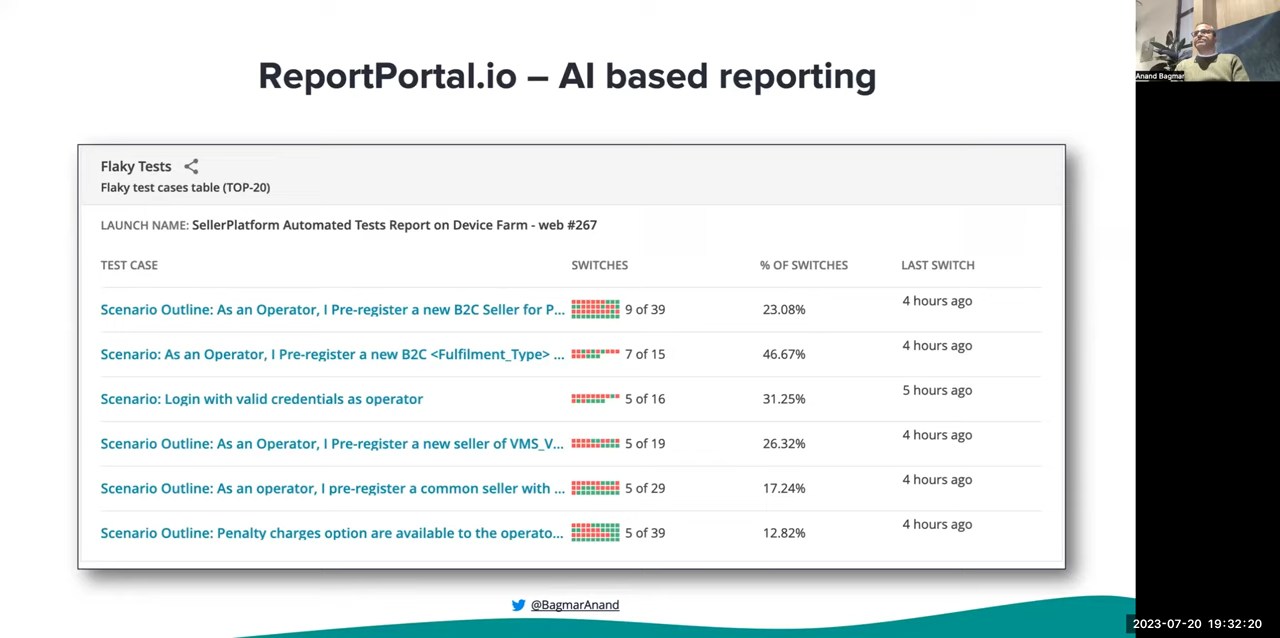 ReportPortal.io – AI based reporting
Anand Bagmar
Flaky Tests
Flaky test cases table (TOP-20)
LAUNCH NAME: SellerPlatform Automated Tests Report on Device Farm - web #267
TEST CASE SWITCHES % OF SWITCHES LAST SWITCH
Scenario Outline: As an Operator, I Pre-register a new B2C Seller for P... 9 of 39 23.08% 4 hours ago
Scenario: As an Operator, I Pre-register a new B2C <Fulfilment_Type> ... 7 of 15 46.67% 4 hours ago
Scenario: Login with valid credentials as operator 5 of 16 31.25% 5 hours ago
Scenario Outline: As an Operator, I Pre-register a new seller of VMS_V... 5 of 19 26.32% 4 hours ago
Scenario Outline: As an operator, I pre-register a common seller with ... 5 of 29 17.24% 4 hours ago
Scenario Outline: Penalty charges option are available to the operato... 5 of 39 12.82% 4 hours ago
@BagmarAnand
2023-07-20 19:32:20